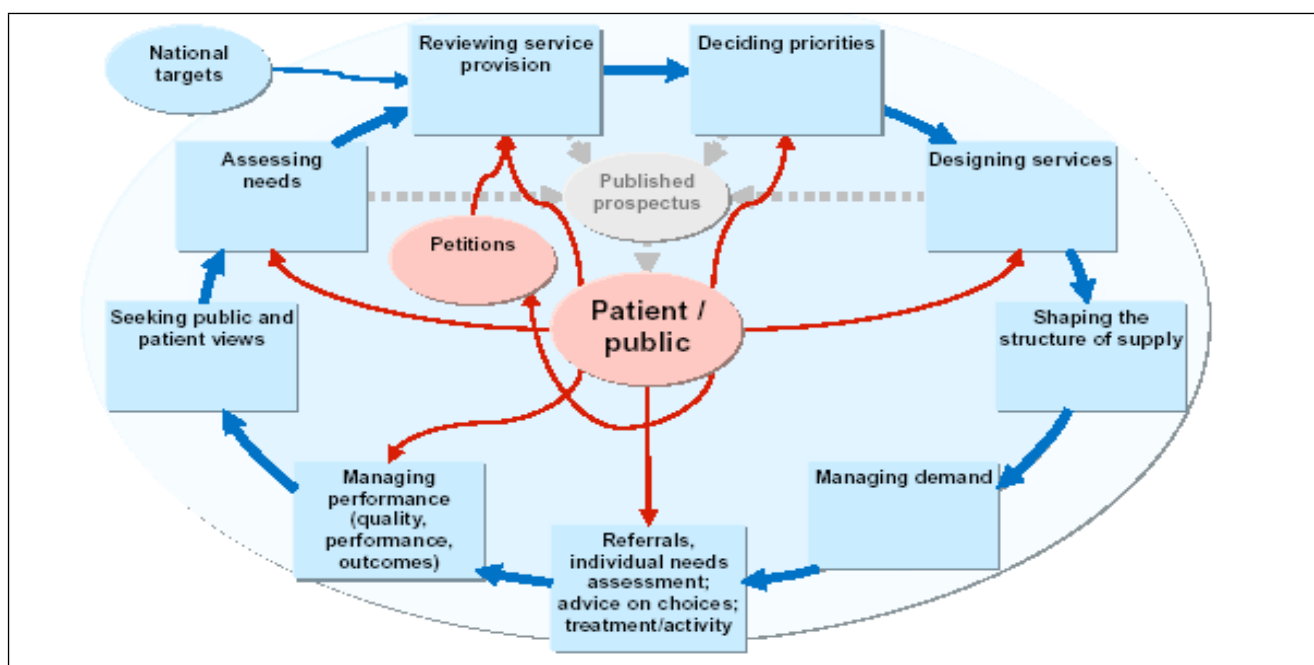 National
targets
Reviewing service
provision
Deciding priorities
Assessing
needs
Published
prospectus
Designing services
Petitions
Patient /
public
Seeking public and
patient views
Shaping the
structure of supply
Managing
performance
(quality,
performance,
outcomes)
Referrals,
individual needs
assessment;
advice on choices;
treatment/activity
Managing demand